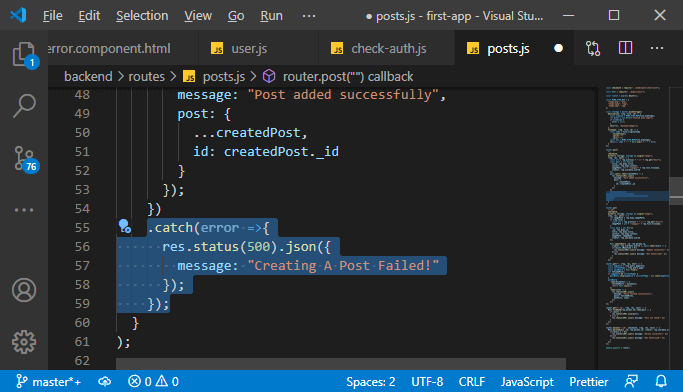 File Edit Selection View Go Run ··· posts.js - first-app - Visual Stu...
error.component.html JS user.js JS check-auth.js JS posts.js
backend > routes > JS posts.js > router.post("") callback
48 message: "Post added successfully",
49 post: {
50 ...createdPost,
51 id: createdPost._id
52 }
53 });
54 })
55 .catch(error =>{
56 res.status(500).json({
57 message: "Creating A Post Failed!"
58 });
59 });
60 }
61 );
62
1
76
master*+ 0 0 Spaces: 2 UTF-8 CRLF JavaScript Prettier